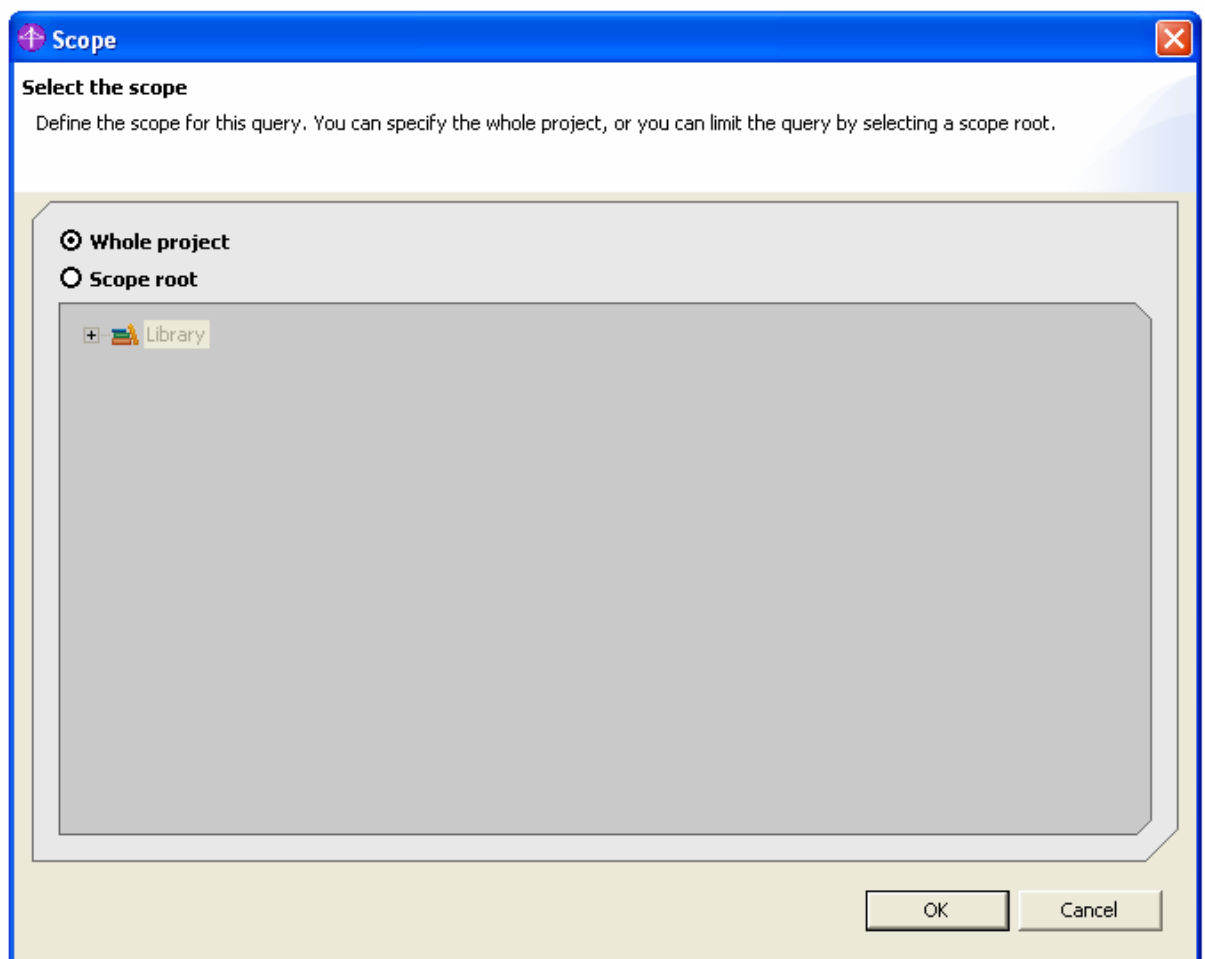 Scope
Select the scope
Define the scope for this query. You can specify the whole project, or you can limit the query by selecting a scope root.
Whole project
Scope root
Library
OK
Cancel